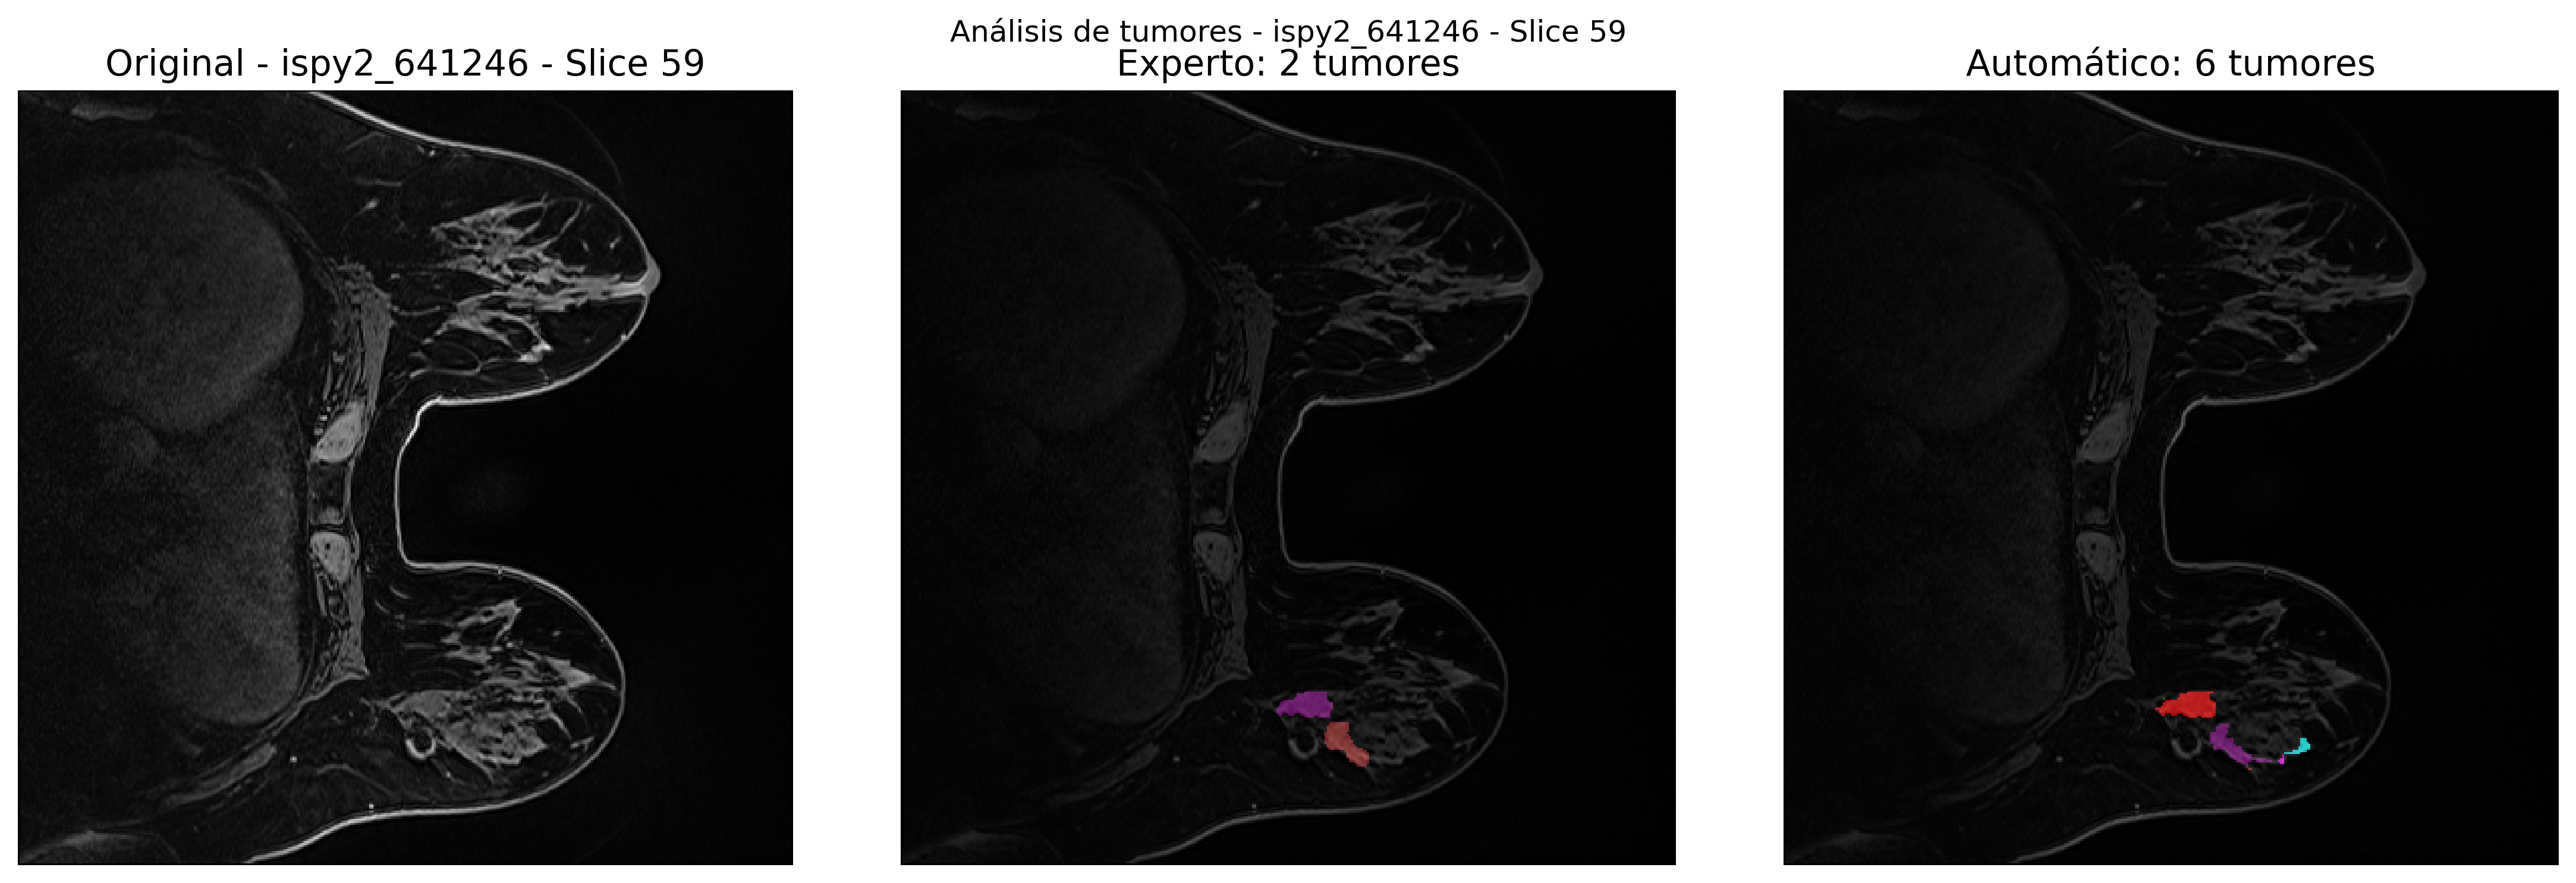 Análisis de tumores - ispy2_641246 - Slice 59
Original - ispy2_641246 - Slice 59
Experto: 2 tumores
Automático: 6 tumores